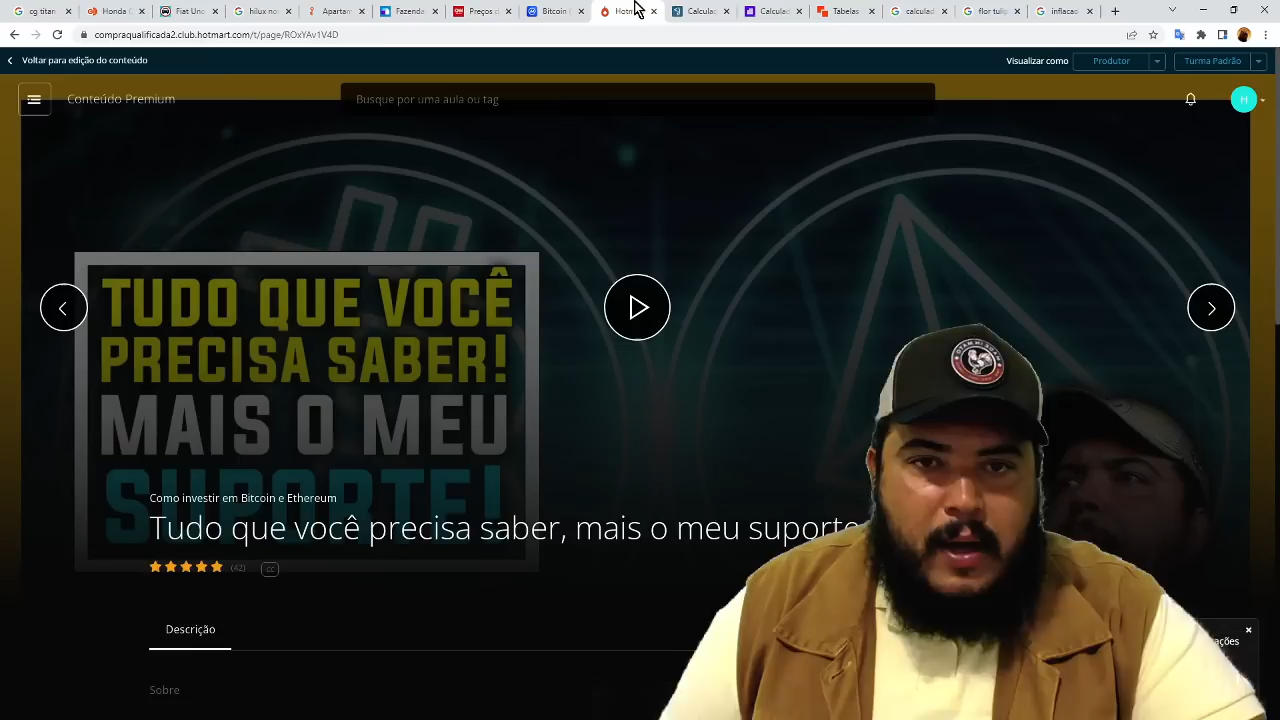 cg titan
Honda C
Fiat Uno
hilux no
Apartam
Fazenda
Preços d
Bitcoin (
Hotm
Calculad
Calculad
Tabelas
calculad
flor tulip
inflacao
compraqualificada2.club.hotmart.com/t/page/ROxYAv1V4D
Voltar para edição do conteúdo
Visualizar como
Produtor
Turma Padrão
Conteúdo Premium
Busque por uma aula ou tag
H
TUDO QUE VOCÊ
PRECISA SABER!
MAIS O MEU
SUPORTE!
Como investir em Bitcoin e Ethereum
Tudo que você precisa saber, mais o meu suporte
(42)
CC
Descrição
Sobre